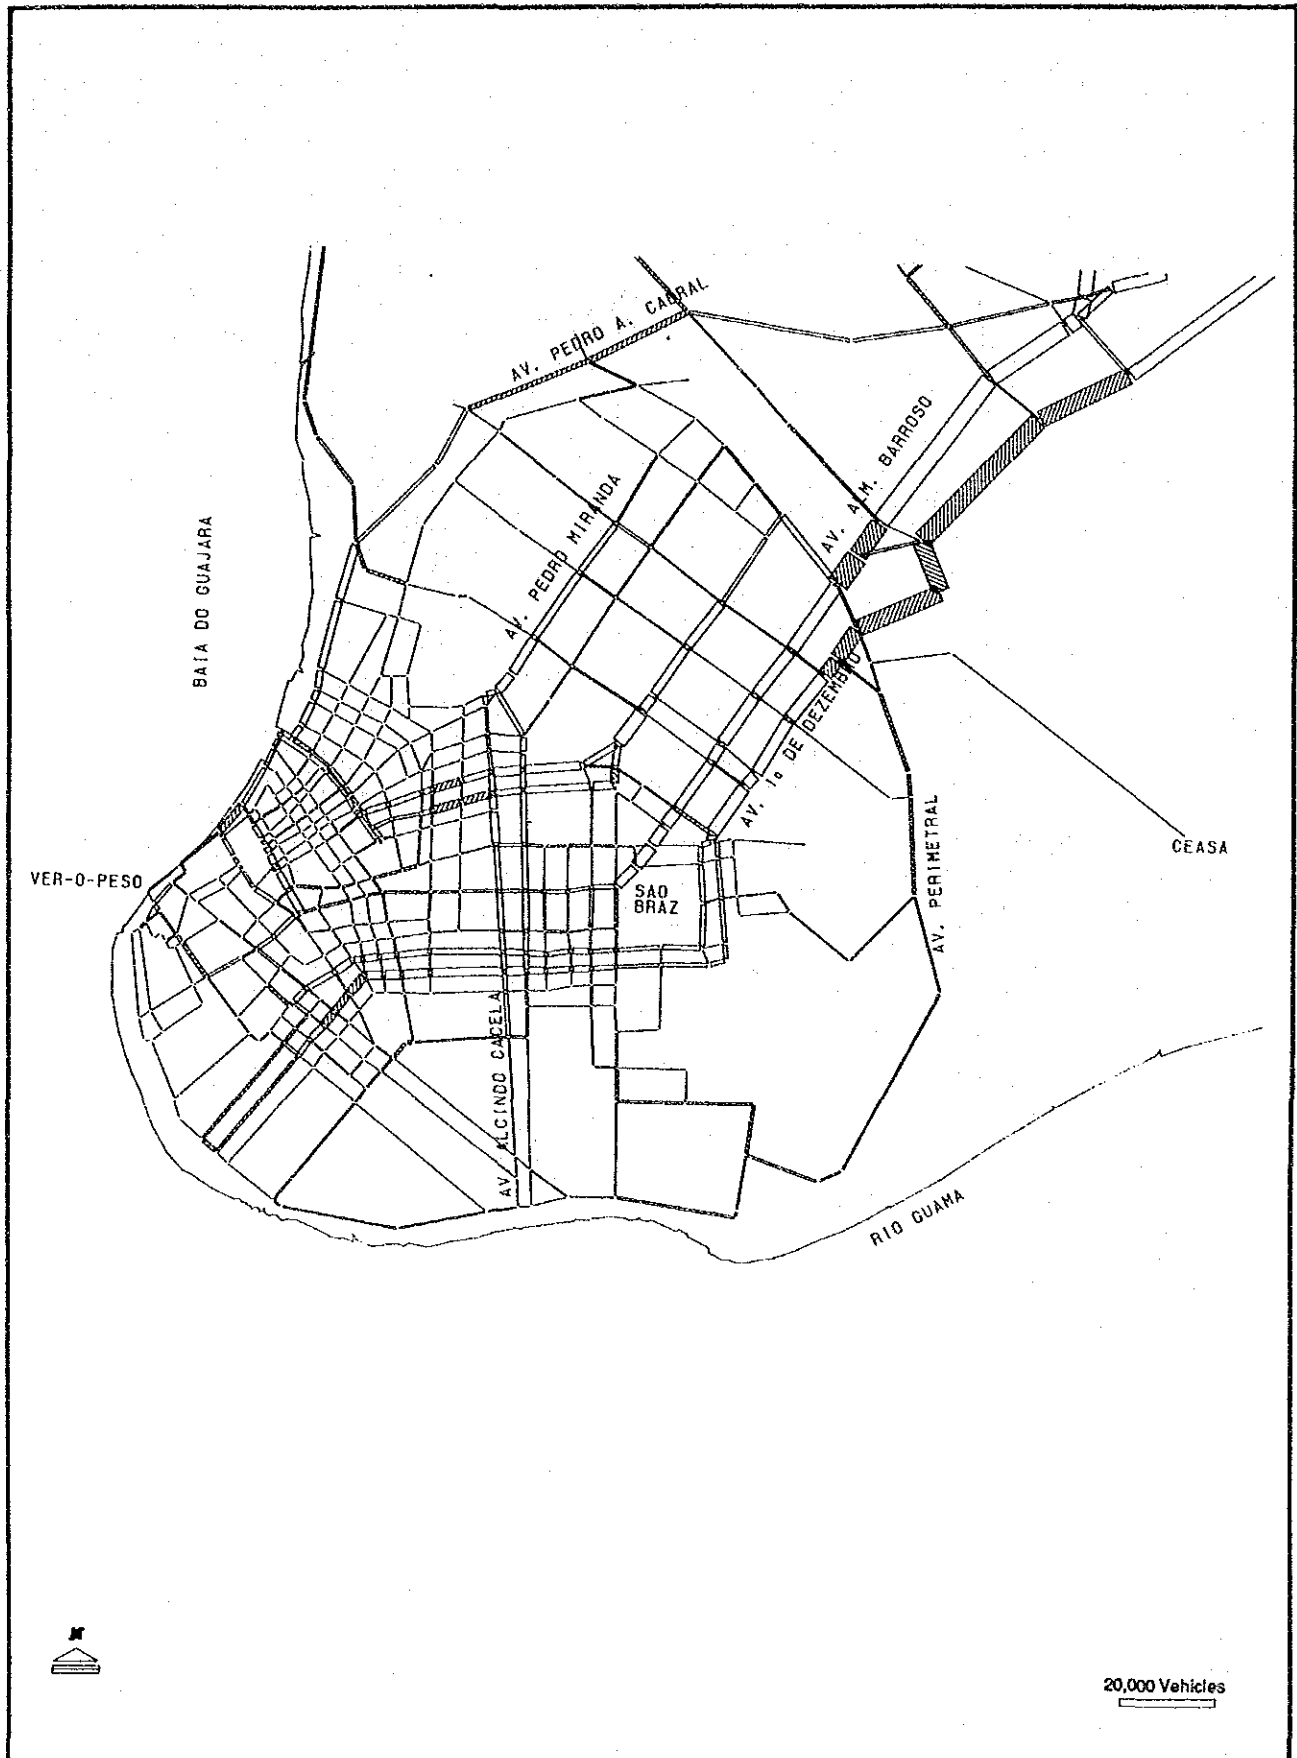 AV. PEDRO A. CABRAL
AV. ALM. BARROSO
AV. PEDRO MIRANDA
BAIA DO GUAJARA
AV. 1º DE DEZEMBRO
CEASA
AV. PERIMETRAL
VER-O-PESO
SAO
BRAZ
AV. ALCINDO CACELA
RIO GUAMA
N
20,000 Vehicles